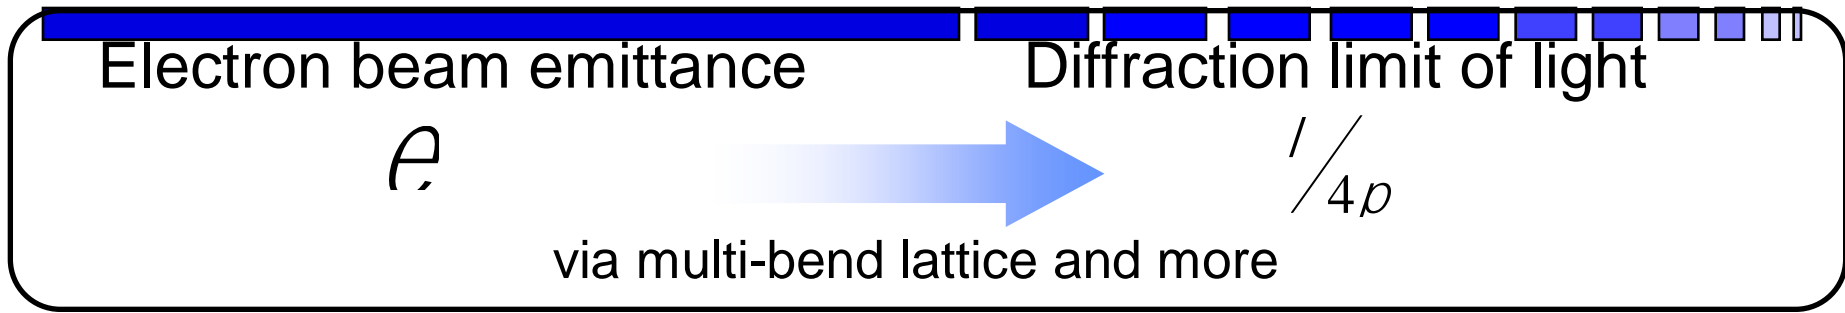 Electron beam emittance Diffraction limit of light
e l/4p
via multi-bend lattice and more